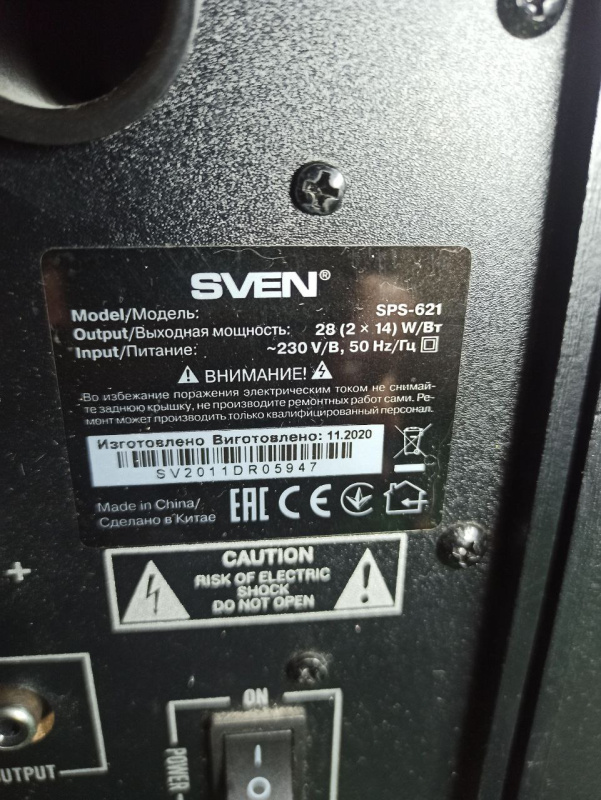 SVEN®
Model/Модель: SPS-621
Output/Выходная мощность: 28 (2 × 14) W/Вт
Input/Питание: ~230 V/В, 50 Hz/Гц
ВНИМАНИЕ!
Во избежание поражения электрическим током не снимай-
те заднюю крышку, не производите ремонтных работ сами. Ре-
монт может производить только квалифицированный персонал.
Изготовлено Виготовлено: 11.2020
SV2011DR05947
Made in China/
Сделано в Китае
EAC CE
CAUTION
RISK OF ELECTRIC
SHOCK
DO NOT OPEN
+
ON
POWER
I
O
OUTPUT